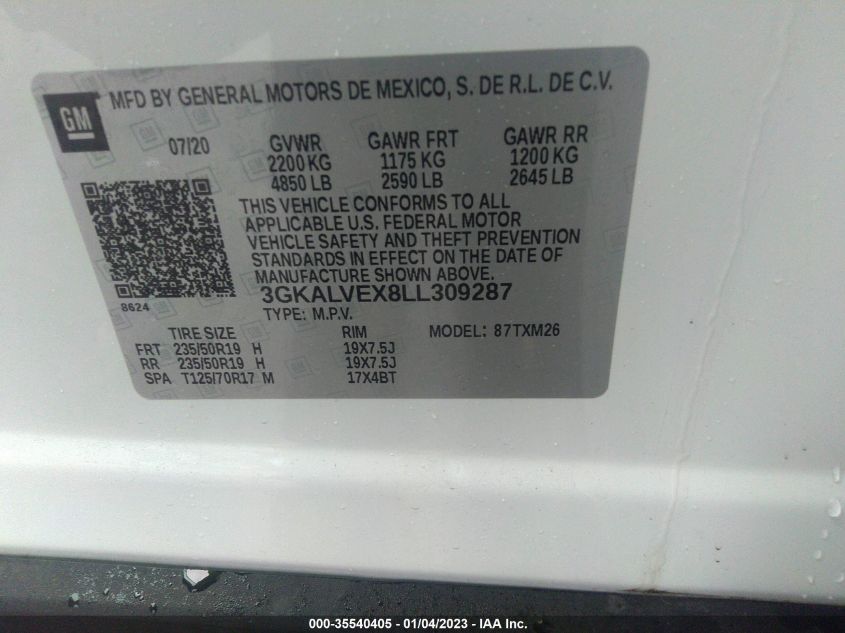 GM
MFD BY GENERAL MOTORS DE MEXICO, S. DE R.L. DE C.V.
07/20 GVWR GAWR FRT GAWR RR
2200 KG 1175 KG 1200 KG
4850 LB 2590 LB 2645 LB
THIS VEHICLE CONFORMS TO ALL
APPLICABLE U.S. FEDERAL MOTOR
VEHICLE SAFETY AND THEFT PREVENTION
STANDARDS IN EFFECT ON THE DATE OF
MANUFACTURE SHOWN ABOVE.
8624 3GKALVEX8LL309287
TYPE: M.P.V.
TIRE SIZE RIM MODEL: 87TXM26
FRT 235/50R19 H 19X7.5J
RR 235/50R19 H 19X7.5J
SPA T125/70R17 M 17X4BT
000-35540405 - 01/04/2023 - IAA Inc.